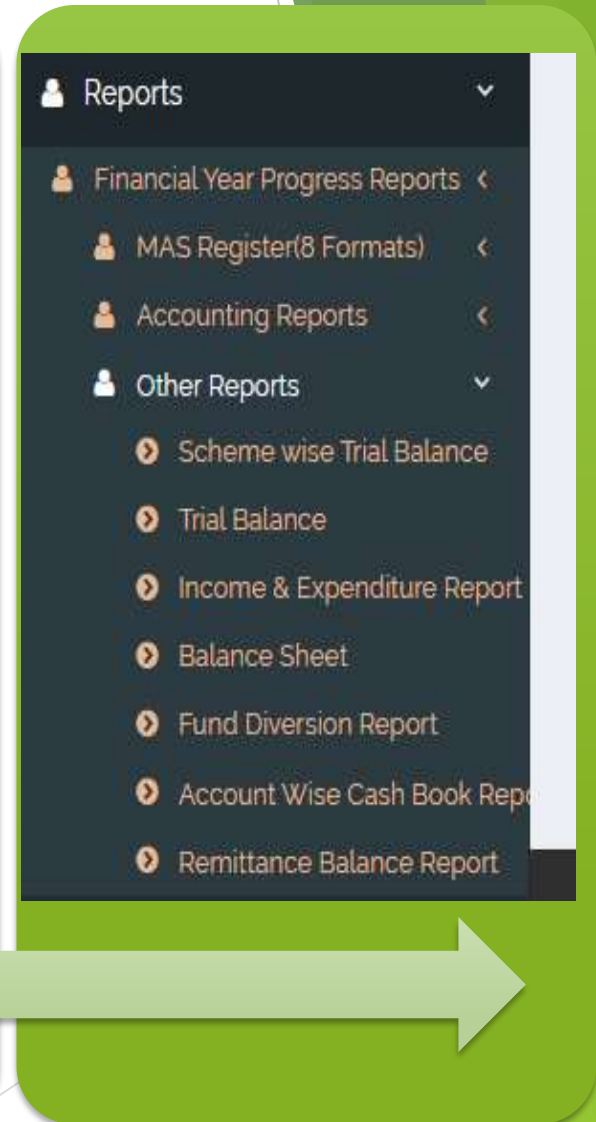 Reports
Financial Year Progress Reports
MAS Register(8 Formats)
Accounting Reports
Other Reports
Scheme wise Trial Balance
Trial Balance
Income & Expenditure Report
Balance Sheet
Fund Diversion Report
Account Wise Cash Book Repo
Remittance Balance Report